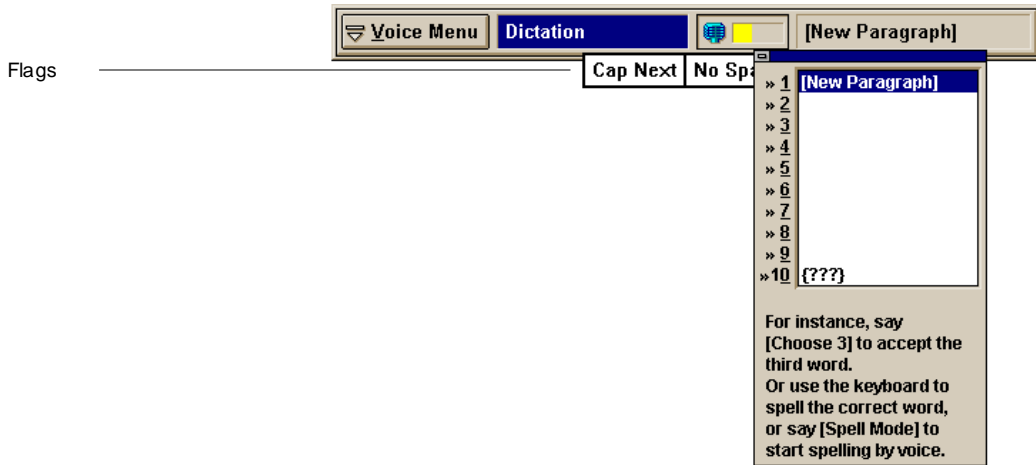 Voice Menu Dictation [New Paragraph]
Flags Cap Next No Spa
» 1 [New Paragraph]
» 2
» 3
» 4
» 5
» 6
» 7
» 8
» 9
»10 {???}
For instance, say
[Choose 3] to accept the
third word.
Or use the keyboard to
spell the correct word,
or say [Spell Mode] to
start spelling by voice.